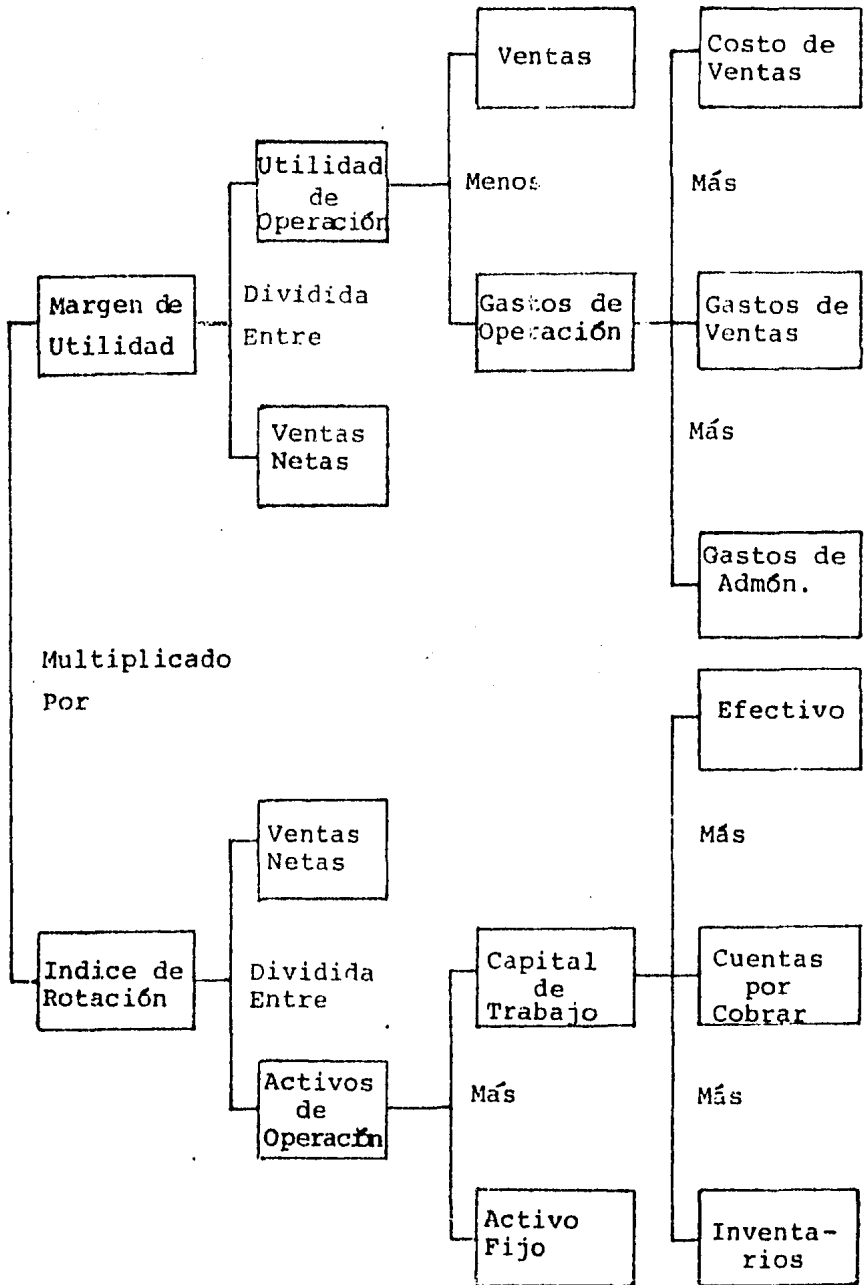 Ventas
Costo de
Ventas
Utilidad
de
Operación
Menos
Más
Margen de
Utilidad
Dividida
Entre
Gastos de
Operación
Gastos de
Ventas
Ventas
Netas
Más
Gastos de
Admón.
Multiplicado
Por
Efectivo
Ventas
Netas
Más
Indice de
Rotación
Dividida
Entre
Capital
de
Trabajo
Cuentas
por
Cobrar
Activos
de
Operación
Más
Más
Activo
Fijo
Inventa-
rios